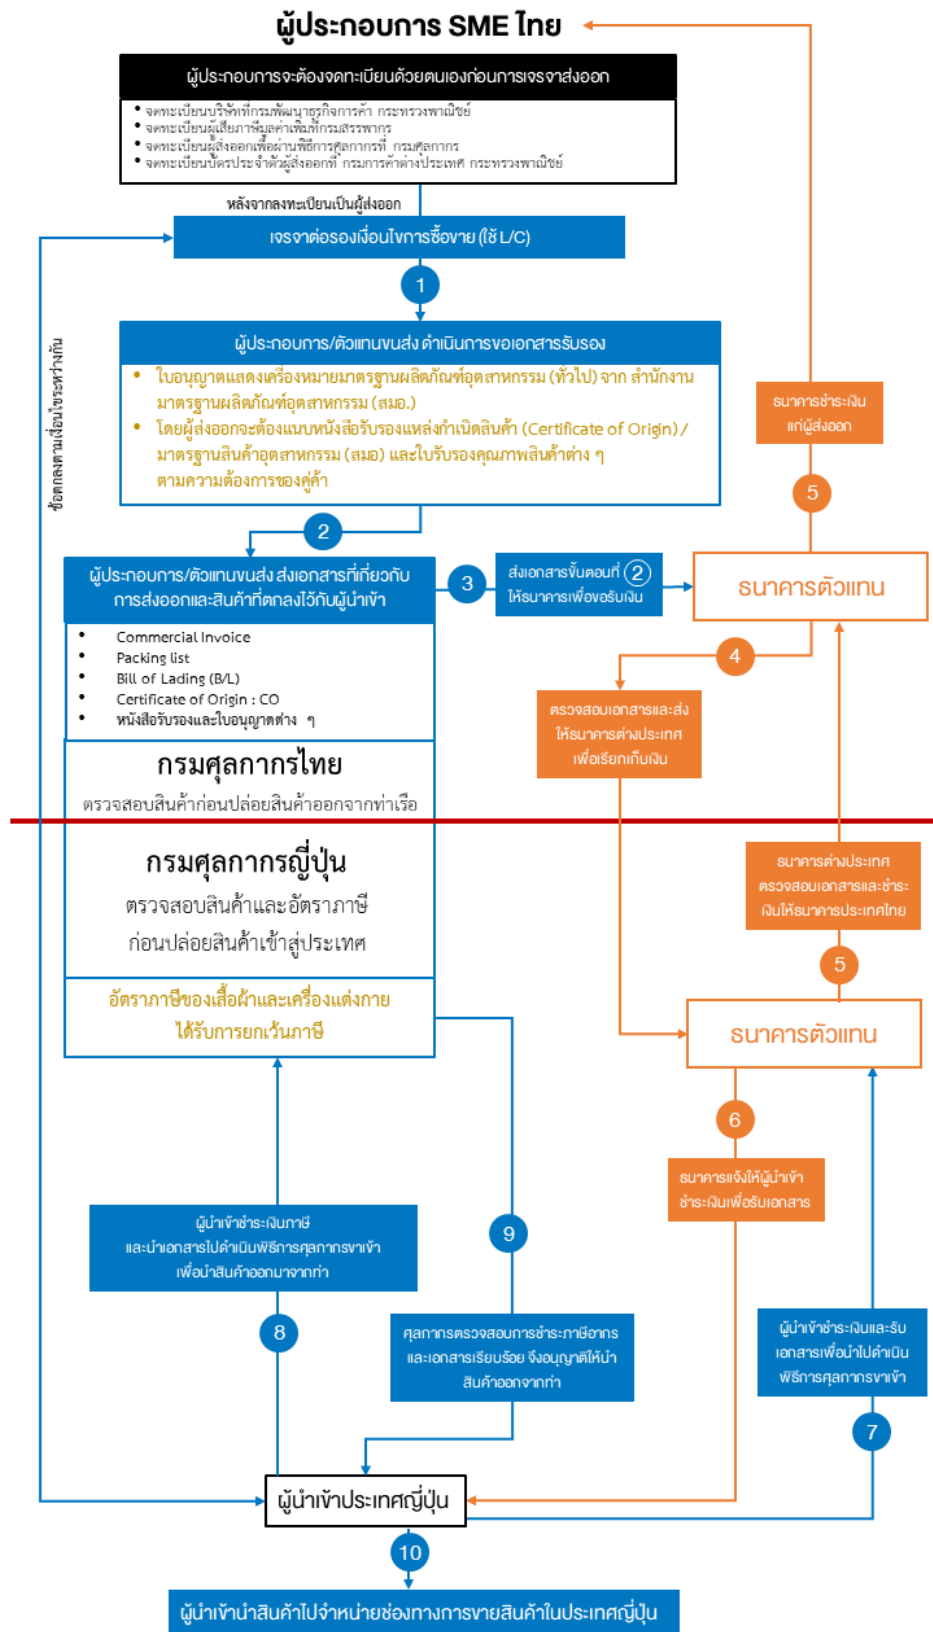 ผู้ประกอบการ SME ไทย
ผู้ประกอบการจะต้องจดทะเบียนด้วยตนเองก่อนการเจรจาส่งออก
• จดทะเบียนบริษัทที่กรมพัฒนาธุรกิจการค้า กระทรวงพาณิชย์
• จดทะเบียนผู้เสียภาษีมูลค่าเพิ่มที่กรมสรรพากร
• จดทะเบียนผู้ส่งออกเพื่อผ่านพิธีการศุลกากรที่ กรมศุลกากร
• จดทะเบียนบัตรประจำตัวผู้ส่งออกที่ กรมการค้าต่างประเทศ กระทรวงพาณิชย์
หลังจากลงทะเบียนเป็นผู้ส่งออก
เจรจาต่อรองเงื่อนไขการซื้อขาย (ใช้ L/C)
1
ข้อตกลงตามเงื่อนไขระหว่างกัน
ผู้ประกอบการ/ตัวแทนขนส่ง ดำเนินการขอเอกสารรับรอง
• ใบอนุญาตแสดงเครื่องหมายมาตรฐานผลิตภัณฑ์อุตสาหกรรม (ทั่วไป) จาก สำนักงาน
มาตรฐานผลิตภัณฑ์อุตสาหกรรม (สมอ.)
• โดยผู้ส่งออกจะต้องแนบหนังสือรับรองแหล่งกำเนิดสินค้า (Certificate of Origin) /
มาตรฐานสินค้าอุตสาหกรรม (สมอ) และใบรับรองคุณภาพสินค้าต่าง ๆ
ตามความต้องการของคู่ค้า
ธนาคารชำระเงิน
แก่ผู้ส่งออก
5
2
ผู้ประกอบการ/ตัวแทนขนส่ง ส่งเอกสารที่เกี่ยวกับ
การส่งออกและสินค้าที่ตกลงไว้กับผู้นำเข้า
3
ส่งเอกสารขั้นตอนที่ 2
ให้ธนาคารเพื่อขอรับเงิน
ธนาคารตัวแทน
• Commercial Invoice
• Packing list
• Bill of Lading (B/L)
• Certificate of Origin : CO
• หนังสือรับรองและใบอนุญาตต่าง ๆ
4
ตรวจสอบเอกสารและส่ง
ให้ธนาคารต่างประเทศ
เพื่อเรียกเก็บเงิน
กรมศุลกากรไทย
ตรวจสอบสินค้าก่อนปล่อยสินค้าออกจากท่าเรือ
กรมศุลกากรญี่ปุ่น
ตรวจสอบสินค้าและอัตราภาษี
ก่อนปล่อยสินค้าเข้าสู่ประเทศ
ธนาคารต่างประเทศ
ตรวจสอบเอกสารและชำระ
เงินให้ธนาคารประเทศไทย
5
อัตราภาษีของเสื้อผ้าและเครื่องแต่งกาย
ได้รับการยกเว้นภาษี
ธนาคารตัวแทน
6
ธนาคารแจ้งให้ผู้นำเข้า
ชำระเงินเพื่อรับเอกสาร
ผู้นำเข้าชำระเงินภาษี
และนำเอกสารไปดำเนินพิธีการศุลกากรขาเข้า
เพื่อนำสินค้าออกมาจากท่า
9
8
ศุลกากรตรวจสอบการชำระภาษีอากร
และเอกสารเรียบร้อย จึงอนุญาติให้นำ
สินค้าออกจากท่า
ผู้นำเข้าชำระเงินและรับ
เอกสารเพื่อนำไปดำเนิน
พิธีการศุลกากรขาเข้า
7
ผู้นำเข้าประเทศญี่ปุ่น
10
ผู้นำเข้านำสินค้าไปจำหน่ายช่องทางการขายสินค้าในประเทศญี่ปุ่น